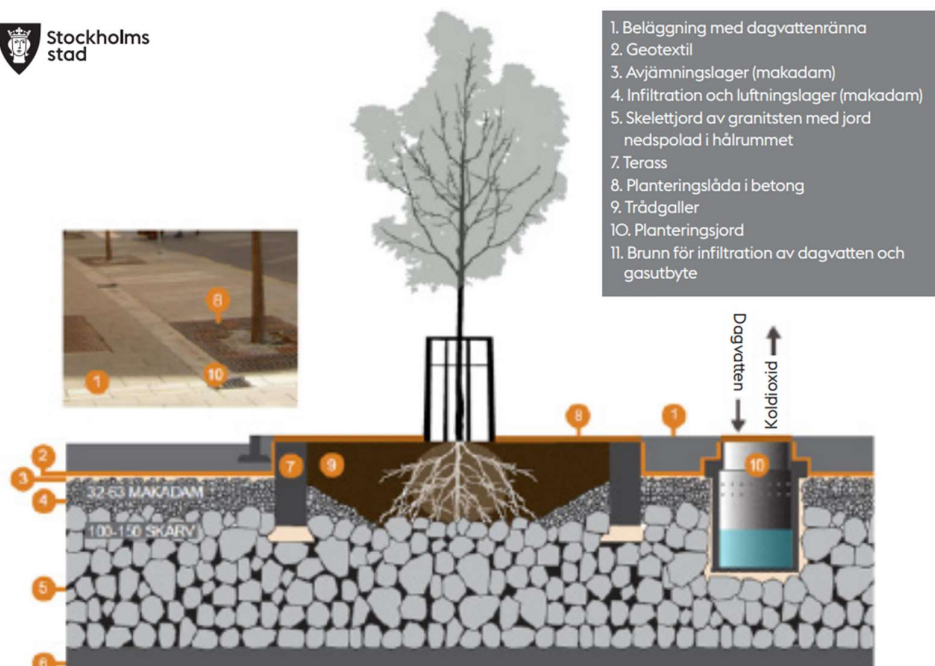 Stockholms
stad
1. Beläggning med dagvattenränna
2. Geotextil
3. Avjämningslager (makadam)
4. Infiltration och luftningslager (makadam)
5. Skelettjord av granitsten med jord
nedspolad i hålrummet
7. Terass
8. Planteringslåda i betong
9. Trådgaller
10. Planteringsjord
11. Brunn för infiltration av dagvatten och
gasutbyte
8
10
1
Dagvatten
Koldioxid
8
1
2
7
9
10
3
4
32-63 MAKADAM
100-150 SKÄRV
5
6